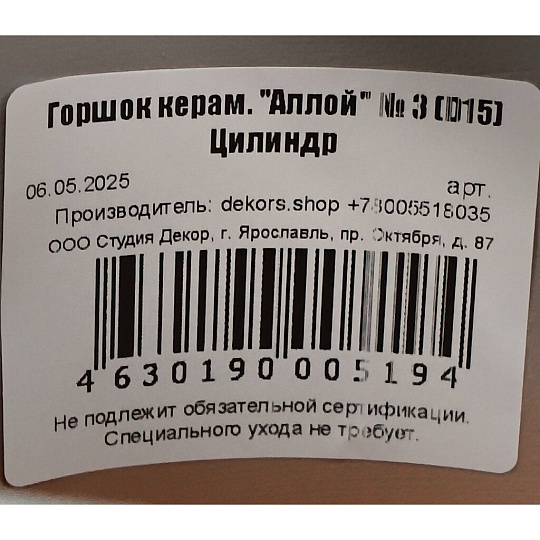 Горшок керам. "Аллой" № 3 (D15)
Цилиндр
06.05.2025 арт.
Производитель: dekors.shop +78005518035
ООО Студия Декор, г. Ярославль, пр. Октября, д. 87
4 630190 005194
Не подлежит обязательной сертификации.
Специального ухода не требует.